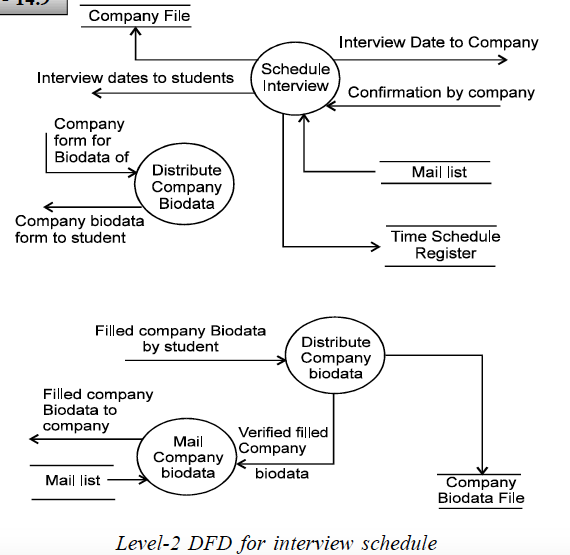 14.9
Company File
Interview Date to Company
Schedule
Interview
Interview dates to students
Confirmation by company
Company
form for
Biodata of
Distribute
Company
Biodata
Mail list
Company biodata
form to student
Time Schedule
Register
Filled company Biodata
by student
Distribute
Company
biodata
Filled company
Biodata to
company
Mail
Company
biodata
Verified filled
Company
biodata
Mail list
Company
Biodata File
Level-2 DFD for interview schedule